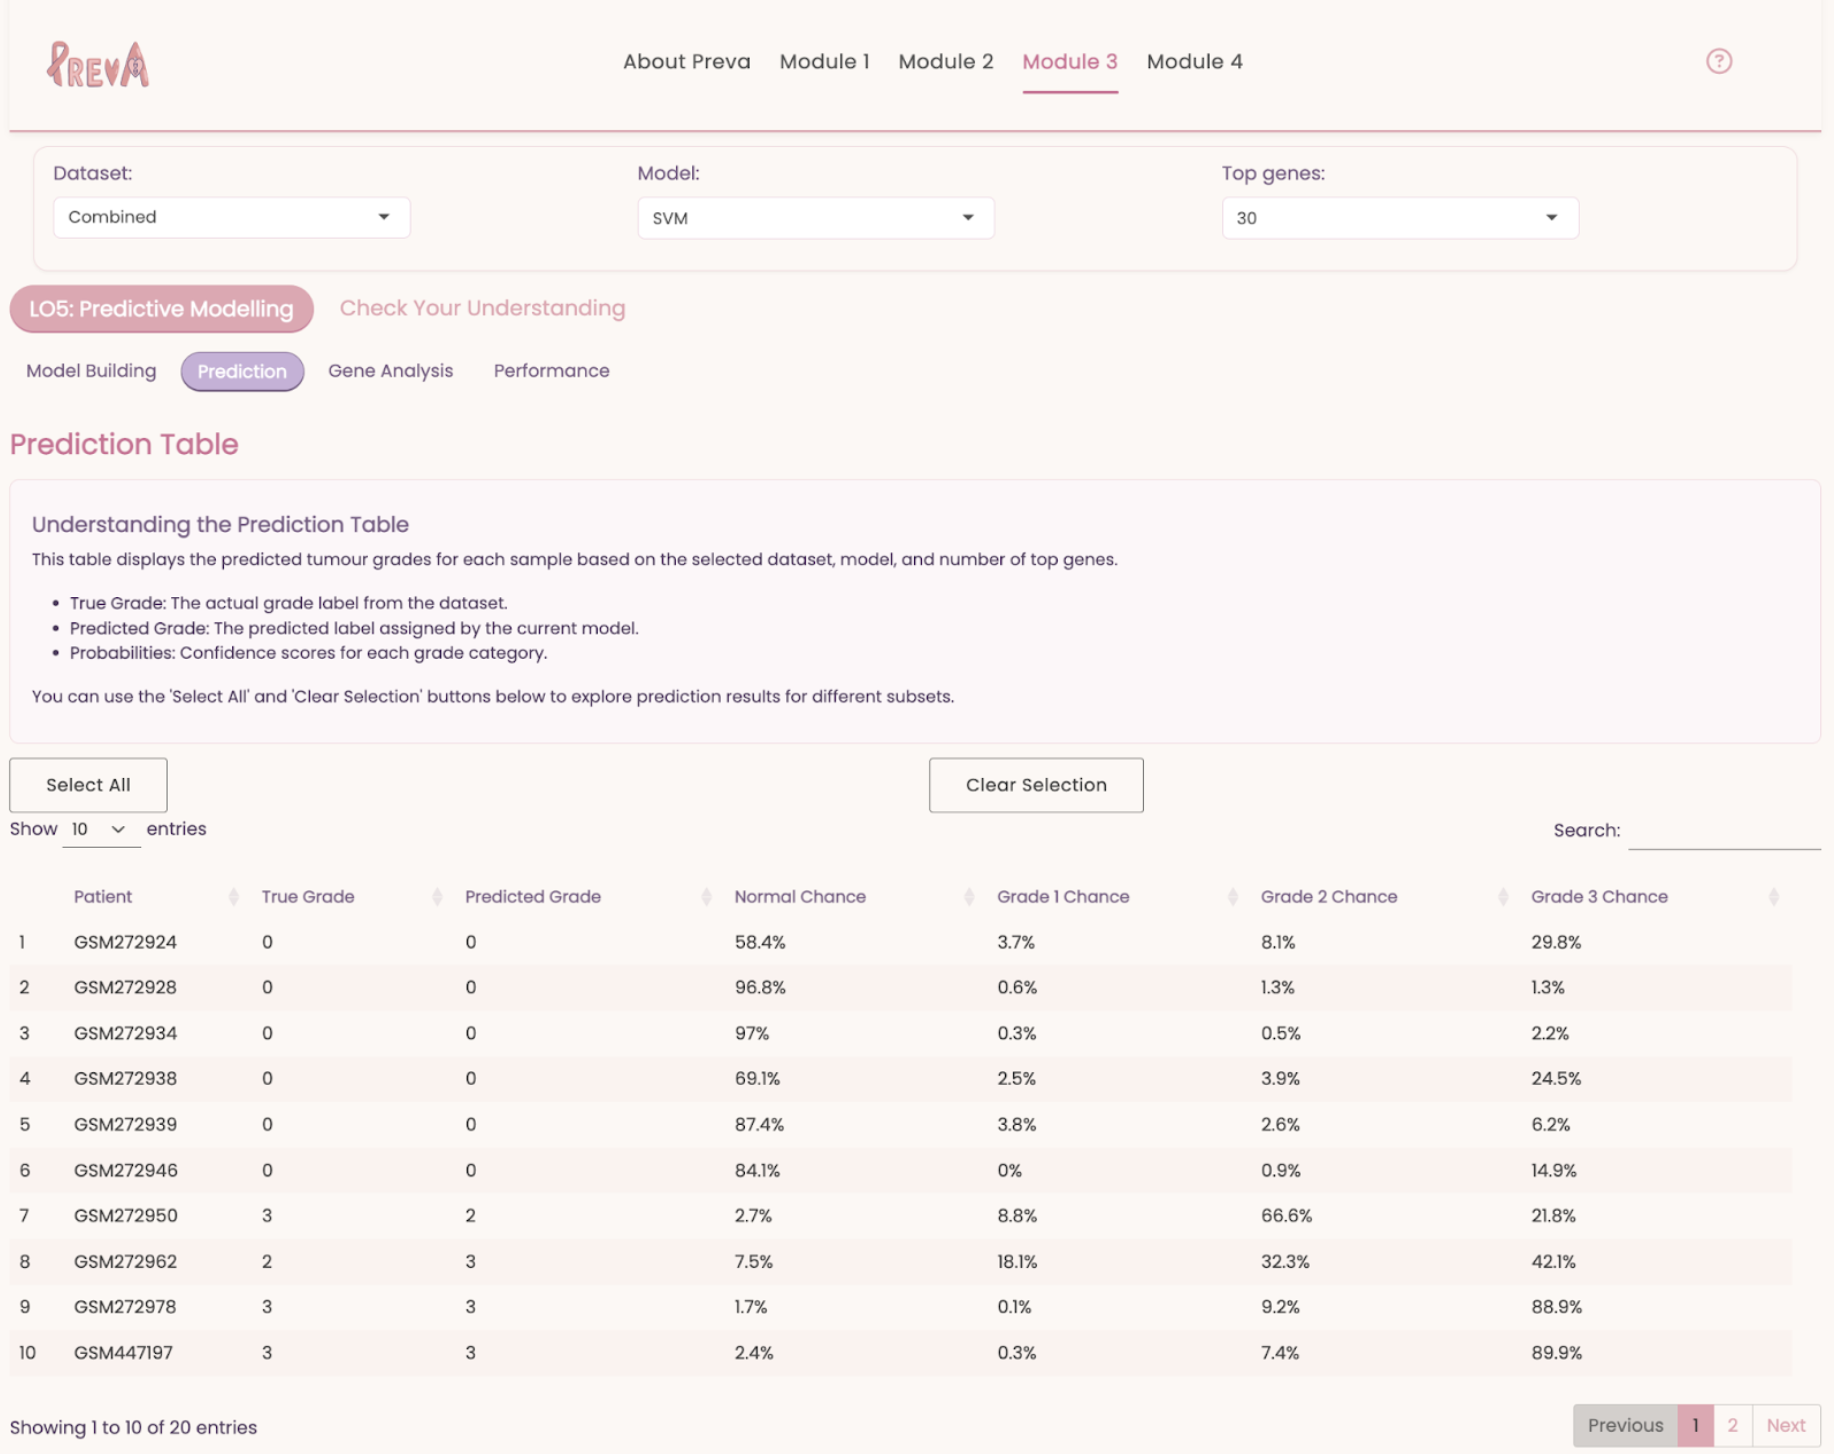 PREVA
About Preva Module 1 Module 2 Module 3 Module 4 ?
Dataset: Model: Top genes:
Combined SVM 30
LO5: Predictive Modelling Check Your Understanding
Model Building Prediction Gene Analysis Performance
Prediction Table
Understanding the Prediction Table
This table displays the predicted tumour grades for each sample based on the selected dataset, model, and number of top genes.
• True Grade: The actual grade label from the dataset.
• Predicted Grade: The predicted label assigned by the current model.
• Probabilities: Confidence scores for each grade category.
You can use the 'Select All' and 'Clear Selection' buttons below to explore prediction results for different subsets.
Select All Clear Selection
Show 10 entries Search:
Patient True Grade Predicted Grade Normal Chance Grade 1 Chance Grade 2 Chance Grade 3 Chance
1 GSM272924 0 0 58.4% 3.7% 8.1% 29.8%
2 GSM272928 0 0 96.8% 0.6% 1.3% 1.3%
3 GSM272934 0 0 97% 0.3% 0.5% 2.2%
4 GSM272938 0 0 69.1% 2.5% 3.9% 24.5%
5 GSM272939 0 0 87.4% 3.8% 2.6% 6.2%
6 GSM272946 0 0 84.1% 0% 0.9% 14.9%
7 GSM272950 3 2 2.7% 8.8% 66.6% 21.8%
8 GSM272962 2 3 7.5% 18.1% 32.3% 42.1%
9 GSM272978 3 3 1.7% 0.1% 9.2% 88.9%
10 GSM447197 3 3 2.4% 0.3% 7.4% 89.9%
Showing 1 to 10 of 20 entries Previous 1 2 Next